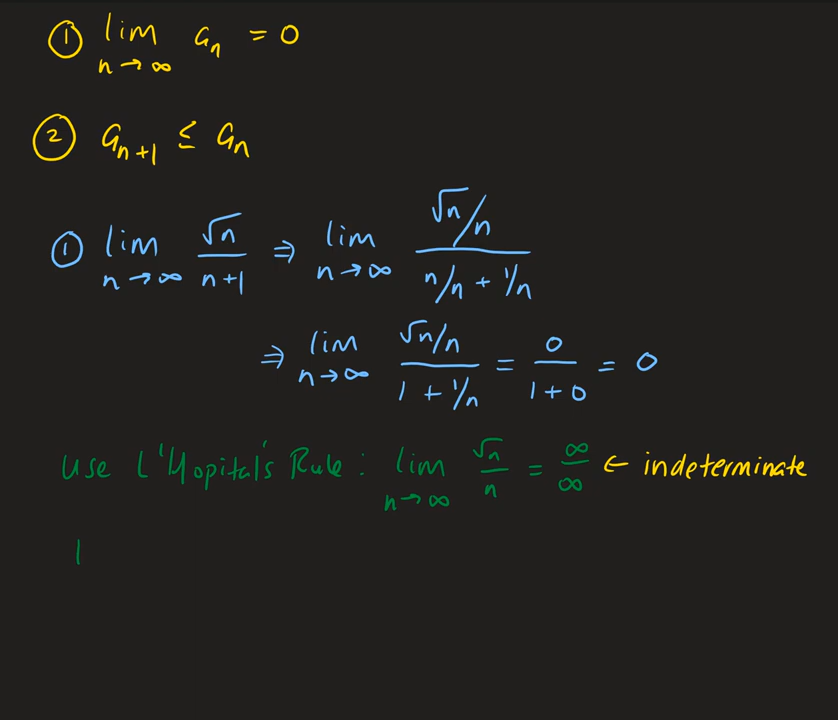 ① lim n→∞ aₙ = 0
② aₙ₊₁ ≤ aₙ
① lim n→∞ √n / n+1 ⇒ lim n→∞ √n/n / n/n + 1/n
⇒ lim n→∞ √n/n / 1 + 1/n = 0 / 1+0 = 0
Use L'Hopital's Rule : lim n→∞ √n / n = ∞ / ∞ ← indeterminate